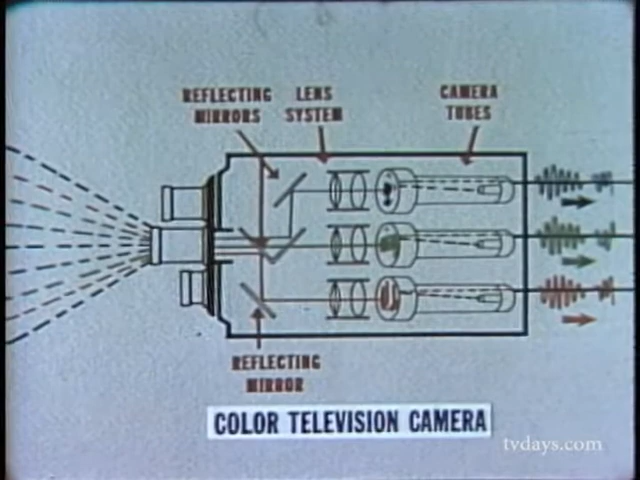 REFLECTING
MIRRORS
LENS
SYSTEM
CAMERA
TUBES
REFLECTING
MIRROR
COLOR TELEVISION CAMERA
tvdays.com